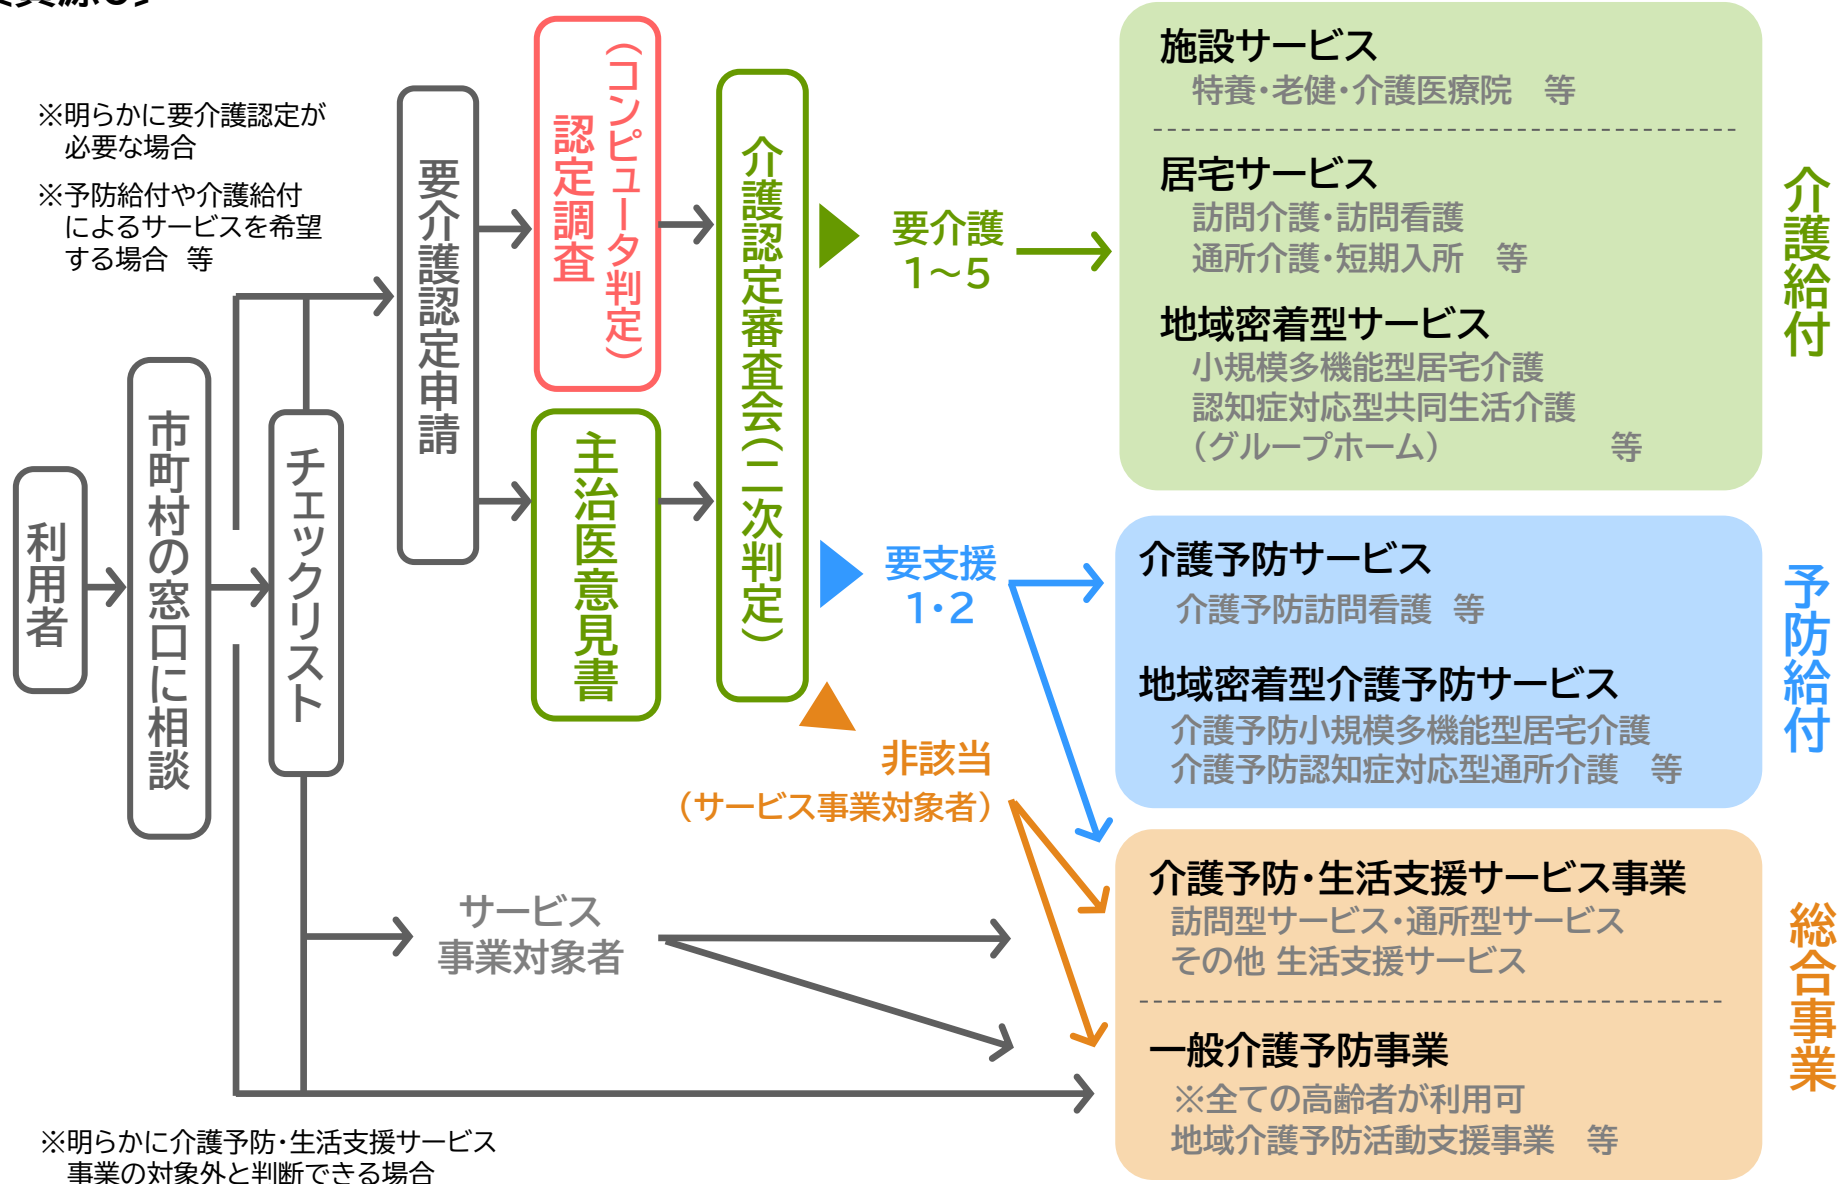 ※明らかに要介護認定が
必要な場合
※予防給付や介護給付
によるサービスを希望
する場合 等
利用者
市町村の窓口に相談
チェックリスト
要介護認定申請
認定調査
（コンピュータ判定）
主治医意見書
介護認定審査会（二次判定）
要介護
1～5
要支援
1・2
非該当
（サービス事業対象者）
サービス
事業対象者
※明らかに介護予防・生活支援サービス
事業の対象外と判断できる場合
施設サービス
特養・老健・介護医療院 等
居宅サービス
訪問介護・訪問看護
通所介護・短期入所 等
地域密着型サービス
小規模多機能型居宅介護
認知症対応型共同生活介護
（グループホーム） 等
介護給付
介護予防サービス
介護予防訪問看護 等
地域密着型介護予防サービス
介護予防小規模多機能型居宅介護
介護予防認知症対応型通所介護 等
予防給付
介護予防・生活支援サービス事業
訪問型サービス・通所型サービス
その他 生活支援サービス
一般介護予防事業
※全ての高齢者が利用可
地域介護予防活動支援事業 等
総合事業